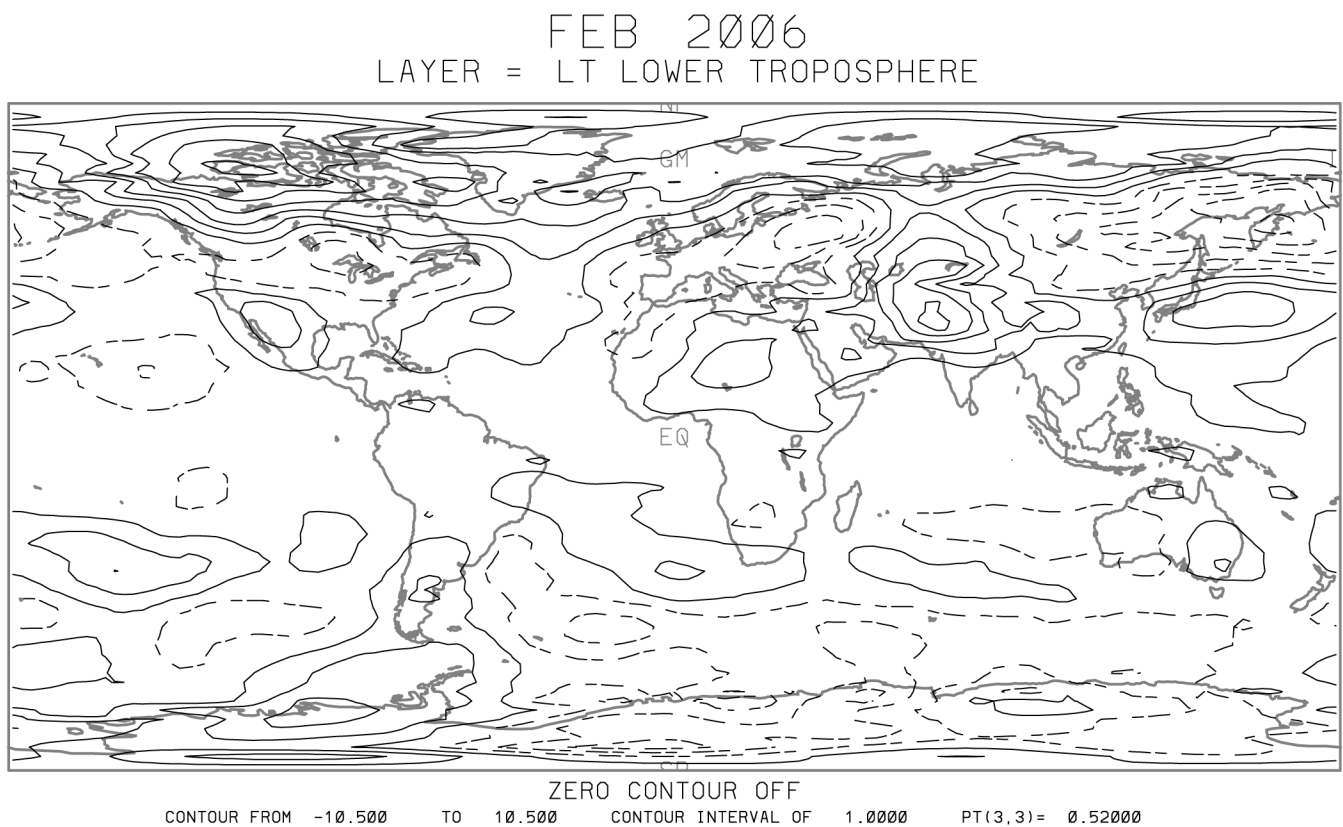 FEB 2006
LAYER = LT LOWER TROPOSPHERE
GM
EQ
ZERO CONTOUR OFF
CONTOUR FROM -10.500 TO 10.500 CONTOUR INTERVAL OF 1.0000 PT(3,3)= 0.52000